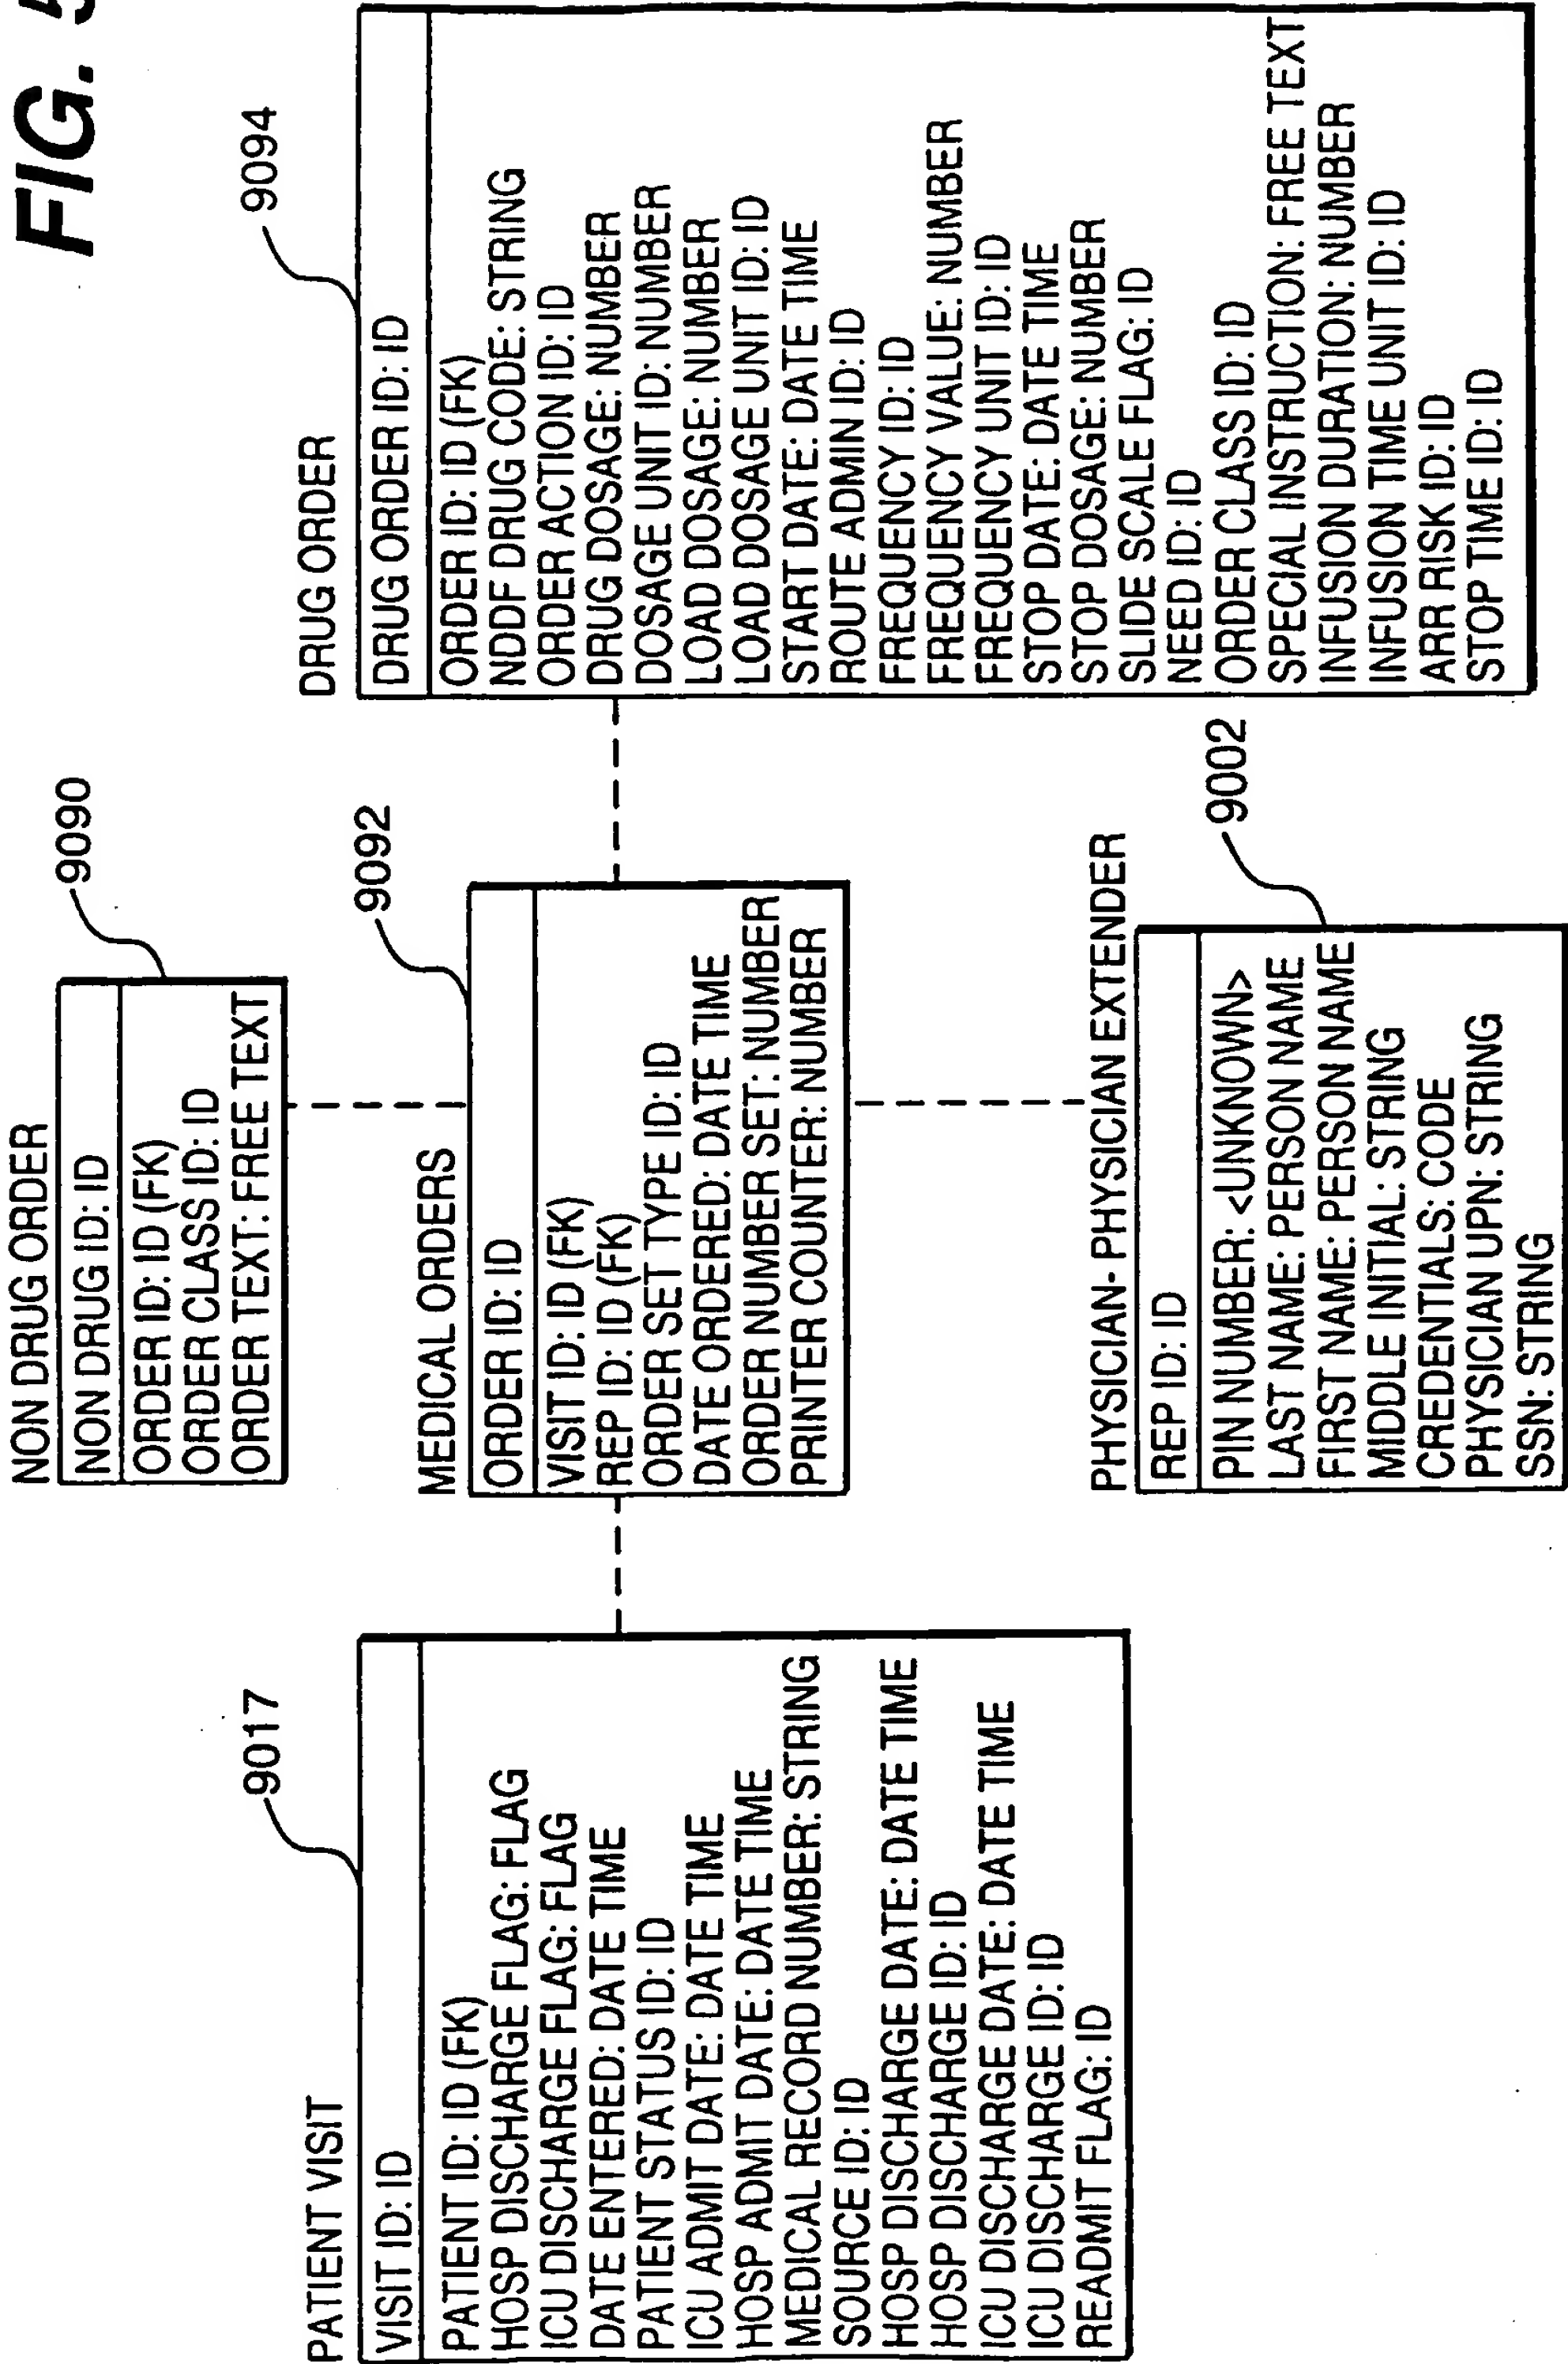 FIG.
PATIENT VISIT
9017
VISIT ID: ID
PATIENT ID: ID (FK)
HOSP DISCHARGE FLAG: FLAG
ICU DISCHARGE FLAG: FLAG
DATE ENTERED: DATE TIME
PATIENT STATUS ID: ID
ICU ADMIT DATE: DATE TIME
HOSP ADMIT DATE: DATE TIME
MEDICAL RECORD NUMBER: STRING
SOURCE ID: ID
HOSP DISCHARGE DATE: DATE TIME
HOSP DISCHARGE ID: ID
ICU DISCHARGE DATE: DATE TIME
ICU DISCHARGE ID: ID
READMIT FLAG: ID
NON DRUG ORDER
9090
NON DRUG ID: ID
ORDER ID: ID (FK)
ORDER CLASS ID: ID
ORDER TEXT: FREE TEXT
MEDICAL ORDERS
9092
ORDER ID: ID
VISIT ID: ID (FK)
REP ID: ID (FK)
ORDER SET TYPE ID: ID
DATE ORDERED: DATE TIME
ORDER NUMBER SET: NUMBER
PRINTER COUNTER: NUMBER
PHYSICIAN- PHYSICIAN EXTENDER
9002
REP ID: ID
PIN NUMBER: <UNKNOWN>
LAST NAME: PERSON NAME
FIRST NAME: PERSON NAME
MIDDLE INITIAL: STRING
CREDENTIALS: CODE
PHYSICIAN UPN: STRING
SSN: STRING
DRUG ORDER
9094
DRUG ORDER ID: ID
ORDER ID: ID (FK)
NDDF DRUG CODE: STRING
ORDER ACTION ID: ID
DRUG DOSAGE: NUMBER
DOSAGE UNIT ID: NUMBER
LOAD DOSAGE: NUMBER
LOAD DOSAGE UNIT ID: ID
START DATE: DATE TIME
ROUTE ADMIN ID: ID
FREQUENCY ID: ID
FREQUENCY VALUE: NUMBER
FREQUENCY UNIT ID: ID
STOP DATE: DATE TIME
STOP DOSAGE: NUMBER
SLIDE SCALE FLAG: ID
NEED ID: ID
ORDER CLASS ID: ID
SPECIAL INSTRUCTION: FREE TEXT
INFUSION DURATION: NUMBER
INFUSION TIME UNIT ID: ID
ARR RISK ID: ID
STOP TIME ID: ID